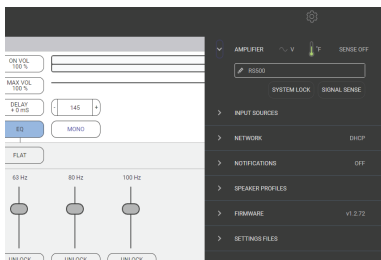 AMPLIFIER V °F SENSE OFF
RS500
SYSTEM LOCK SIGNAL SENSE
INPUT SOURCES
NETWORK DHCP
NOTIFICATIONS OFF
SPEAKER PROFILES
FIRMWARE v1.2.72
SETTINGS FILES
ON VOL
100 %
MAX VOL
100 %
DELAY
+ 0 mS
- 145 +
EQ MONO
FLAT
63 Hz 80 Hz 100 Hz
UNLOCK UNLOCK UNLOCK